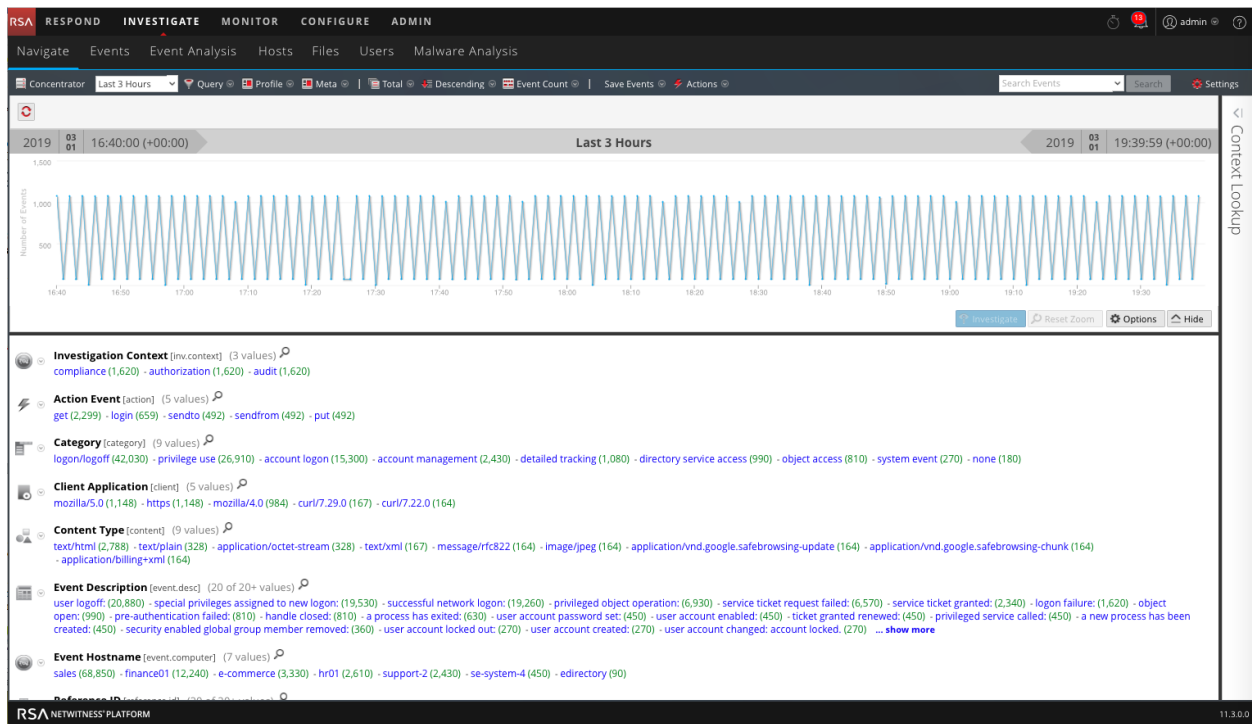 RSA RESPOND INVESTIGATE MONITOR CONFIGURE ADMIN 13 admin ?
Navigate Events Event Analysis Hosts Files Users Malware Analysis
Concentrator Last 3 Hours Query Profile Meta | Total Descending Event Count | Save Events Actions Search Events Search Settings
2019 03 01 16:40:00 (+00:00) Last 3 Hours 2019 03 01 19:39:59 (+00:00)
Context Lookup
Number of Events
1,500
1,000
500
16:40 16:50 17:00 17:10 17:20 17:30 17:40 17:50 18:00 18:10 18:20 18:30 18:40 18:50 19:00 19:10 19:20 19:30
Investigate Reset Zoom Options Hide
Investigation Context [inv.context] (3 values)
compliance (1,620) - authorization (1,620) - audit (1,620)
Action Event [action] (5 values)
get (2,299) - login (659) - sendto (492) - sendfrom (492) - put (492)
Category [category] (9 values)
logon/logoff (42,030) - privilege use (26,910) - account logon (15,300) - account management (2,430) - detailed tracking (1,080) - directory service access (990) - object access (810) - system event (270) - none (180)
Client Application [client] (5 values)
mozilla/5.0 (1,148) - https (1,148) - mozilla/4.0 (984) - curl/7.29.0 (167) - curl/7.22.0 (164)
Content Type [content] (9 values)
text/html (2,788) - text/plain (328) - application/octet-stream (328) - text/xml (167) - message/rfc822 (164) - image/jpeg (164) - application/vnd.google.safebrowsing-update (164) - application/vnd.google.safebrowsing-chunk (164)
- application/billing+xml (164)
Event Description [event.desc] (20 of 20+ values)
user logoff: (20,880) - special privileges assigned to new logon: (19,530) - successful network logon: (19,260) - privileged object operation: (6,930) - service ticket request failed: (6,570) - service ticket granted: (2,340) - logon failure: (1,620) - object
open: (990) - pre-authentication failed: (810) - handle closed: (810) - a process has exited: (630) - user account password set: (450) - user account enabled: (450) - ticket granted renewed: (450) - privileged service called: (450) - a new process has been
created: (450) - security enabled global group member removed: (360) - user account locked out: (270) - user account created: (270) - user account changed: account locked. (270) ... show more
Event Hostname [event.computer] (7 values)
sales (68,850) - finance01 (12,240) - e-commerce (3,330) - hr01 (2,610) - support-2 (2,430) - se-system-4 (450) - edirectory (90)
RSA NETWITNESS® PLATFORM 11.3.0.0